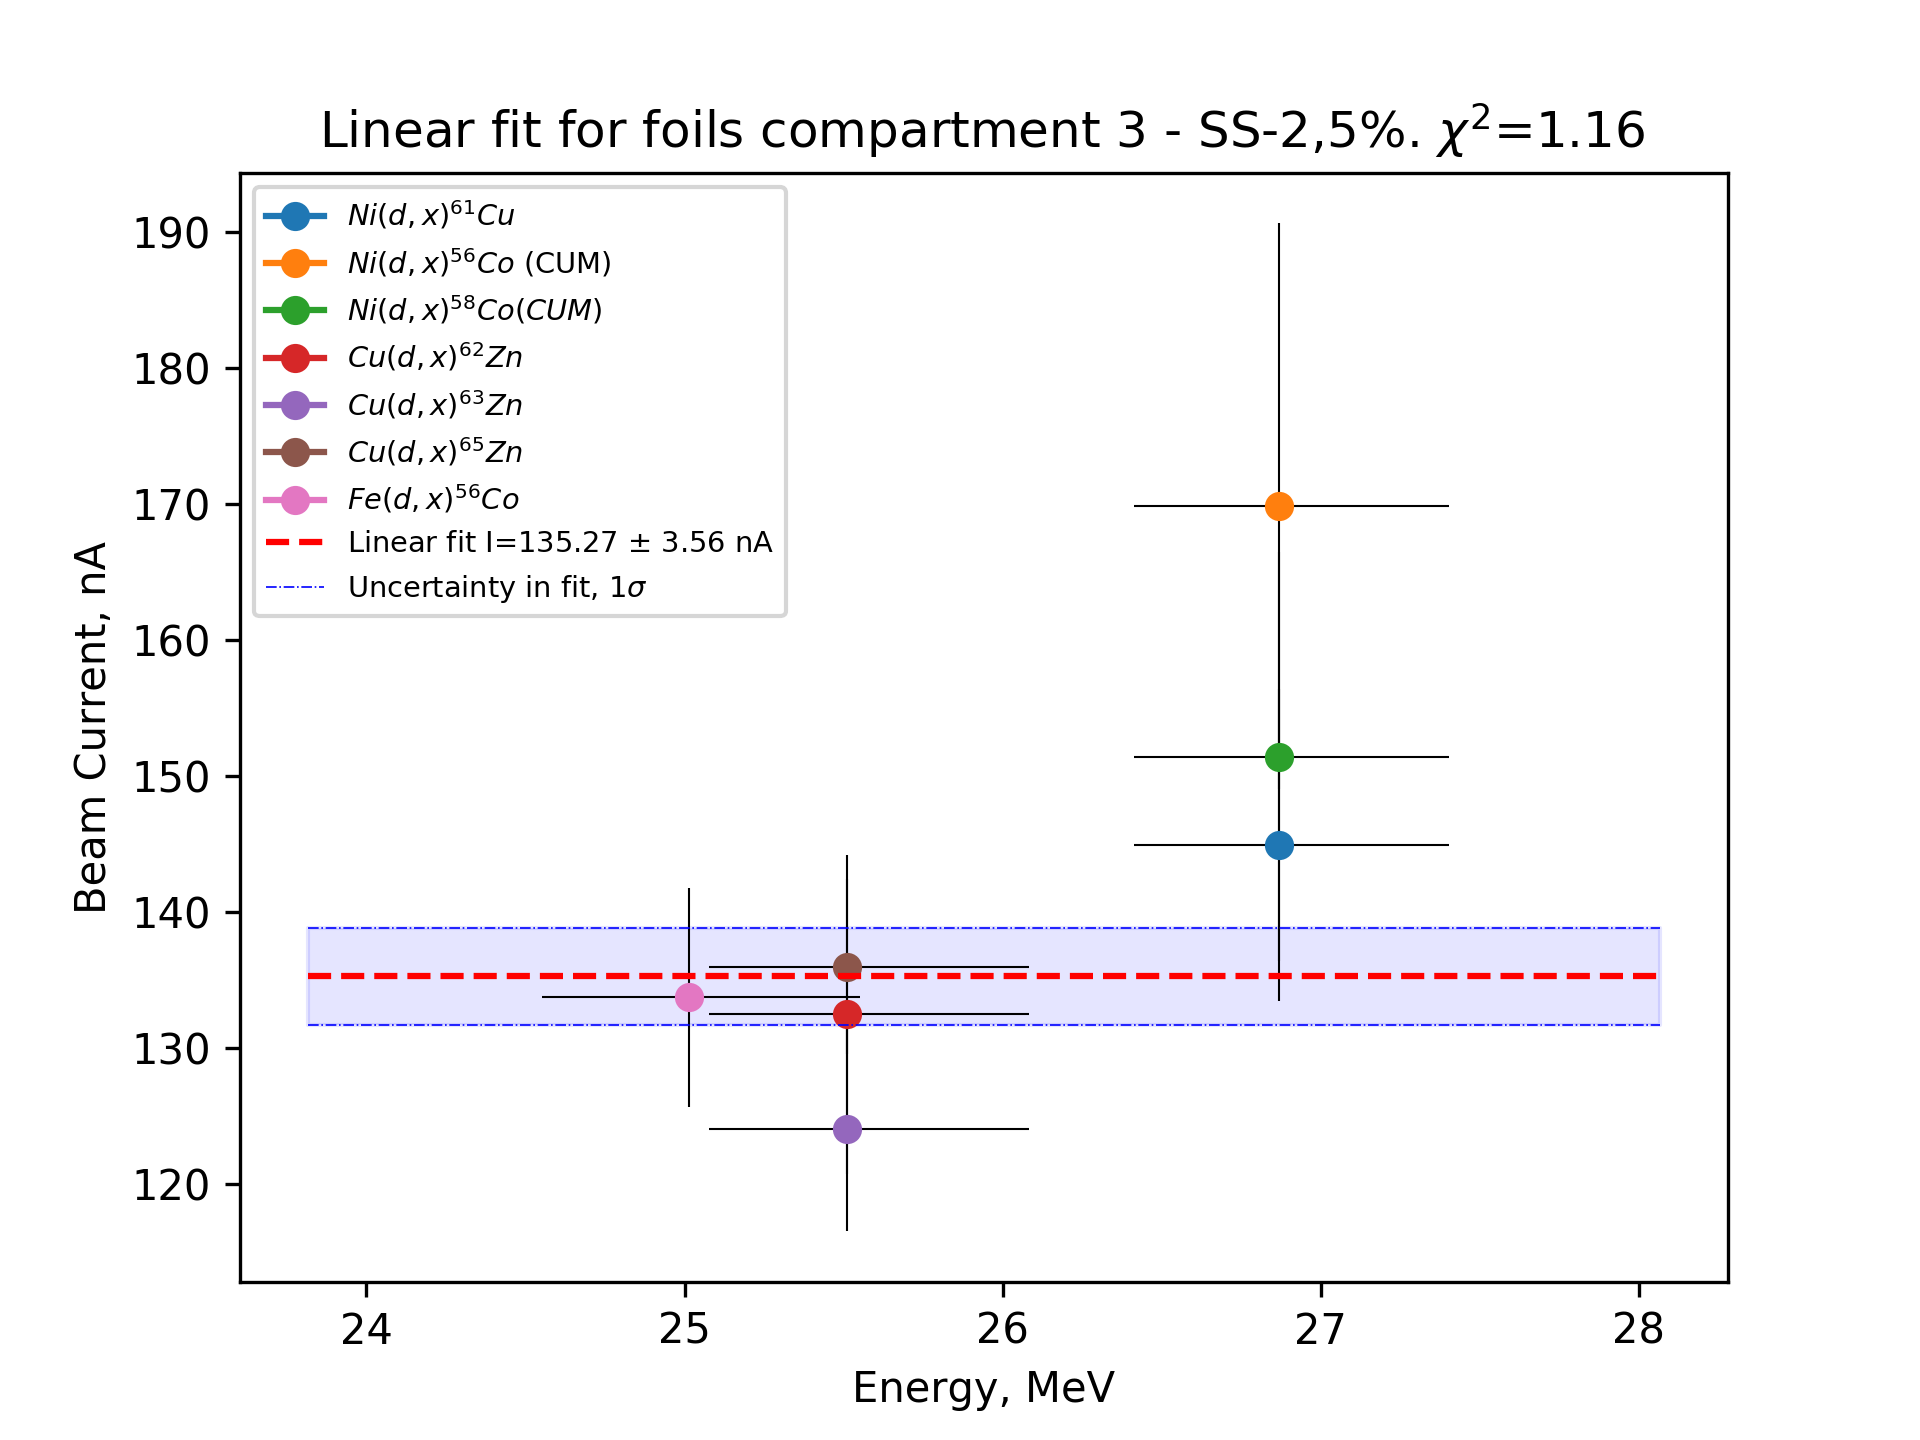 Linear fit for foils compartment 3 - SS-2,5%. χ²=1.16
Ni(d, x)⁶¹Cu
Ni(d, x)⁵⁶Co (CUM)
Ni(d, x)⁵⁸Co(CUM)
Cu(d, x)⁶²Zn
Cu(d, x)⁶³Zn
Cu(d, x)⁶⁵Zn
Fe(d, x)⁵⁶Co
Linear fit I=135.27 ± 3.56 nA
Uncertainty in fit, 1σ
Beam Current, nA
190
180
170
160
150
140
130
120
24 25 26 27 28
Energy, MeV